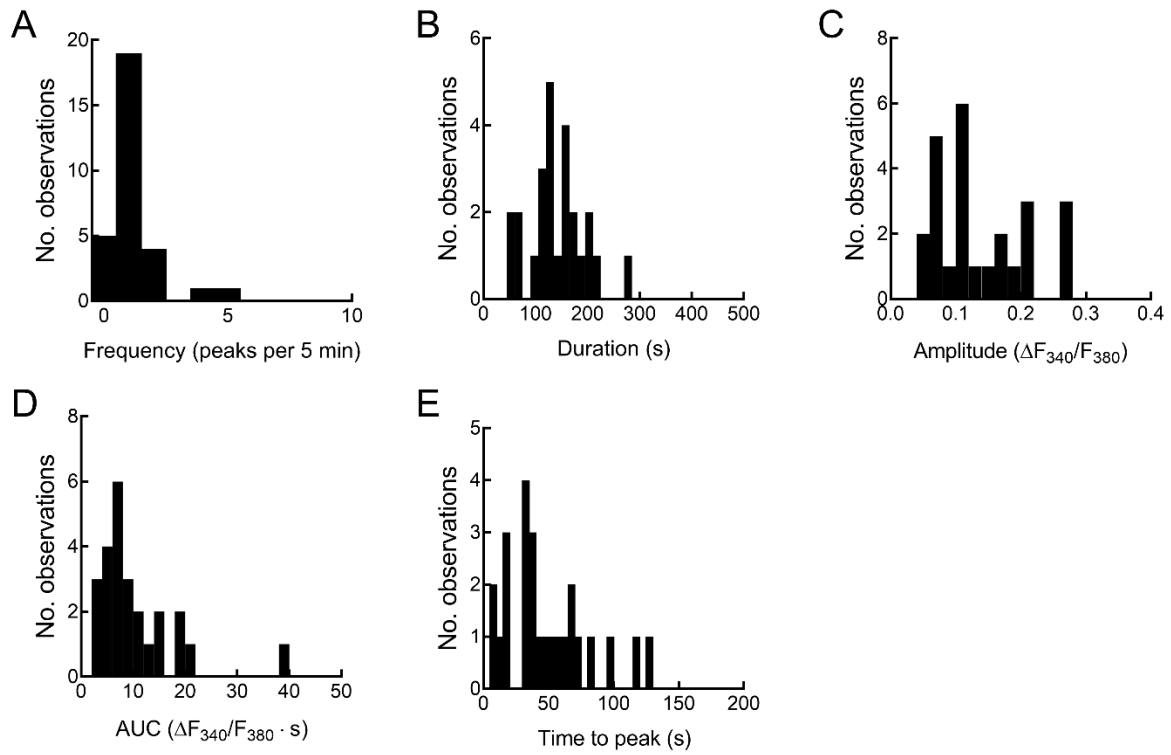 A
20
15
10
5
0
No. observations
0 5 10
Frequency (peaks per 5 min)
B
6
4
2
0
No. observations
0 100 200 300 400 500
Duration (s)
C
8
6
4
2
0
No. observations
0.0 0.1 0.2 0.3 0.4
Amplitude (ΔF340/F380)
D
8
6
4
2
0
No. observations
0 10 20 30 40 50
AUC (ΔF340/F380 · s)
E
5
4
3
2
1
0
No. observations
0 50 100 150 200
Time to peak (s)